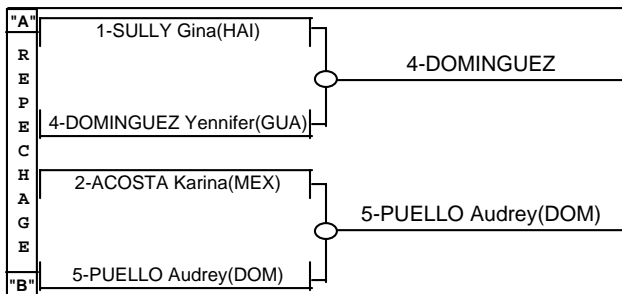 "A"
REPECHAGE
"B"
1-SULLY Gina(HAI)
4-DOMINGUEZ Yennifer(GUA)
4-DOMINGUEZ
2-ACOSTA Karina(MEX)
5-PUELLO Audrey(DOM)
5-PUELLO Audrey(DOM)